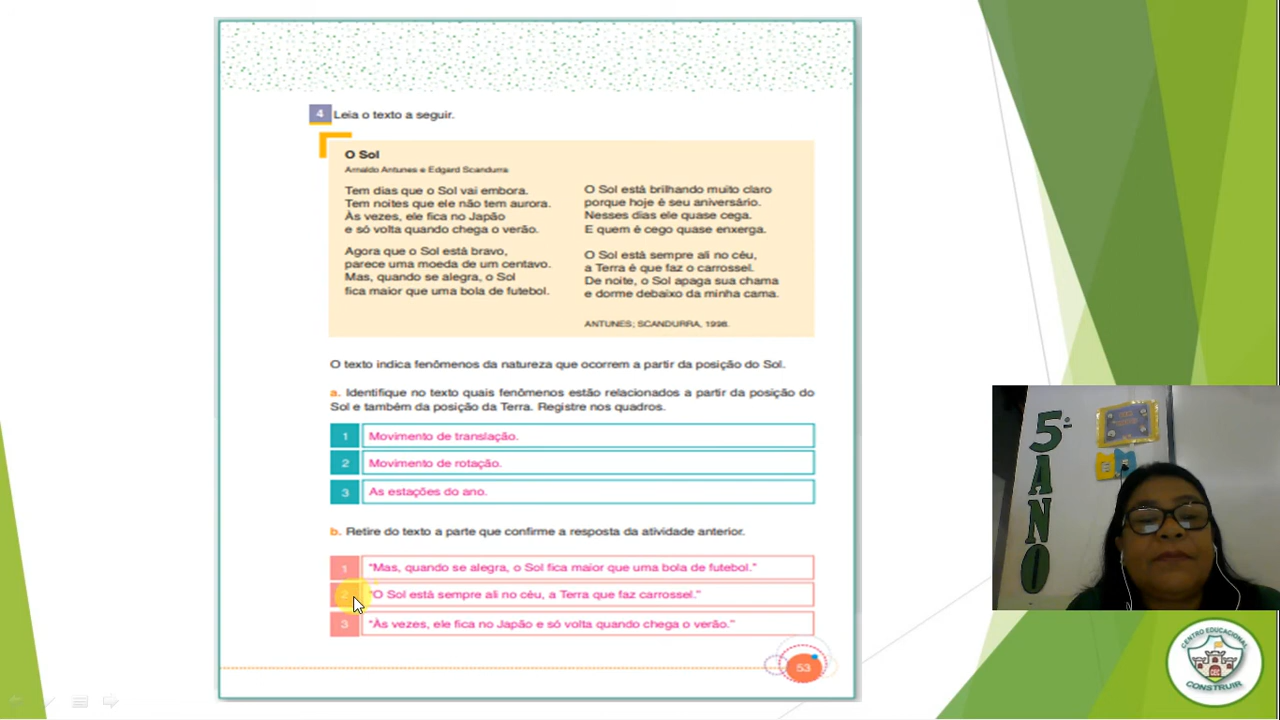 4 Leia o texto a seguir.
O Sol
Arnaldo Antunes e Edgard Scandurra
Tem dias que o Sol vai embora.
Tem noites que ele não tem aurora.
Às vezes, ele fica no Japão
e só volta quando chega o verão.
Agora que o Sol está bravo,
parece uma moeda de um centavo.
Mas, quando se alegra, o Sol
fica maior que uma bola de futebol.
O Sol está brilhando muito claro
porque hoje é seu aniversário.
Nesses dias ele quase cega.
E quem é cego quase enxerga.
O Sol está sempre ali no céu,
a Terra é que faz o carrossel.
De noite, o Sol apaga sua chama
e dorme debaixo da minha cama.
ANTUNES; SCANDURRA, 1998.
O texto indica fenômenos da natureza que ocorrem a partir da posição do Sol.
a. Identifique no texto quais fenômenos estão relacionados a partir da posição do
Sol e também da posição da Terra. Registre nos quadros.
1 Movimento de translação.
2 Movimento de rotação.
3 As estações do ano.
b. Retire do texto a parte que confirme a resposta da atividade anterior.
1 "Mas, quando se alegra, o Sol fica maior que uma bola de futebol."
2 "O Sol está sempre ali no céu, a Terra que faz carrossel."
3 "Às vezes, ele fica no Japão e só volta quando chega o verão."
53
5º
ANO
CENTRO EDUCACIONAL
CONSTRUIR